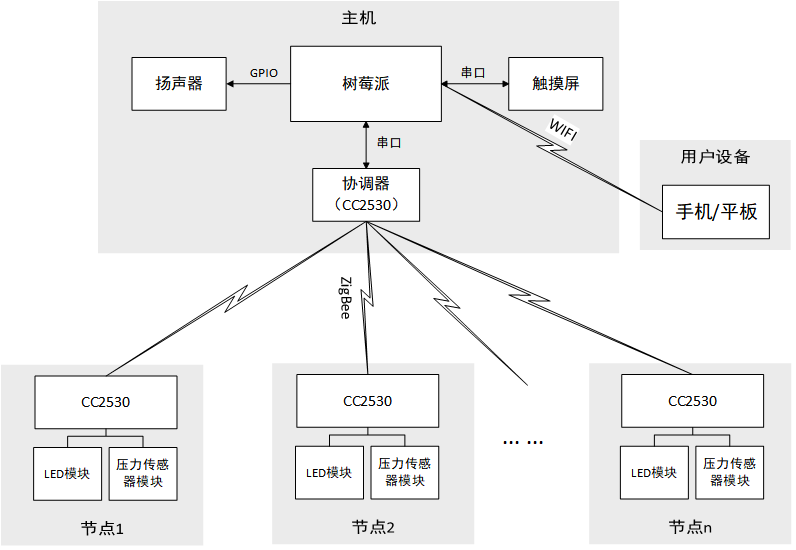 主机
扬声器
GPIO
树莓派
串口
触摸屏
串口
WIFI
用户设备
手机/平板
协调器
（CC2530）
ZigBee
CC2530
LED模块
压力传感
器模块
节点1
CC2530
LED模块
压力传感
器模块
节点2
... ...
CC2530
LED模块
压力传感
器模块
节点n